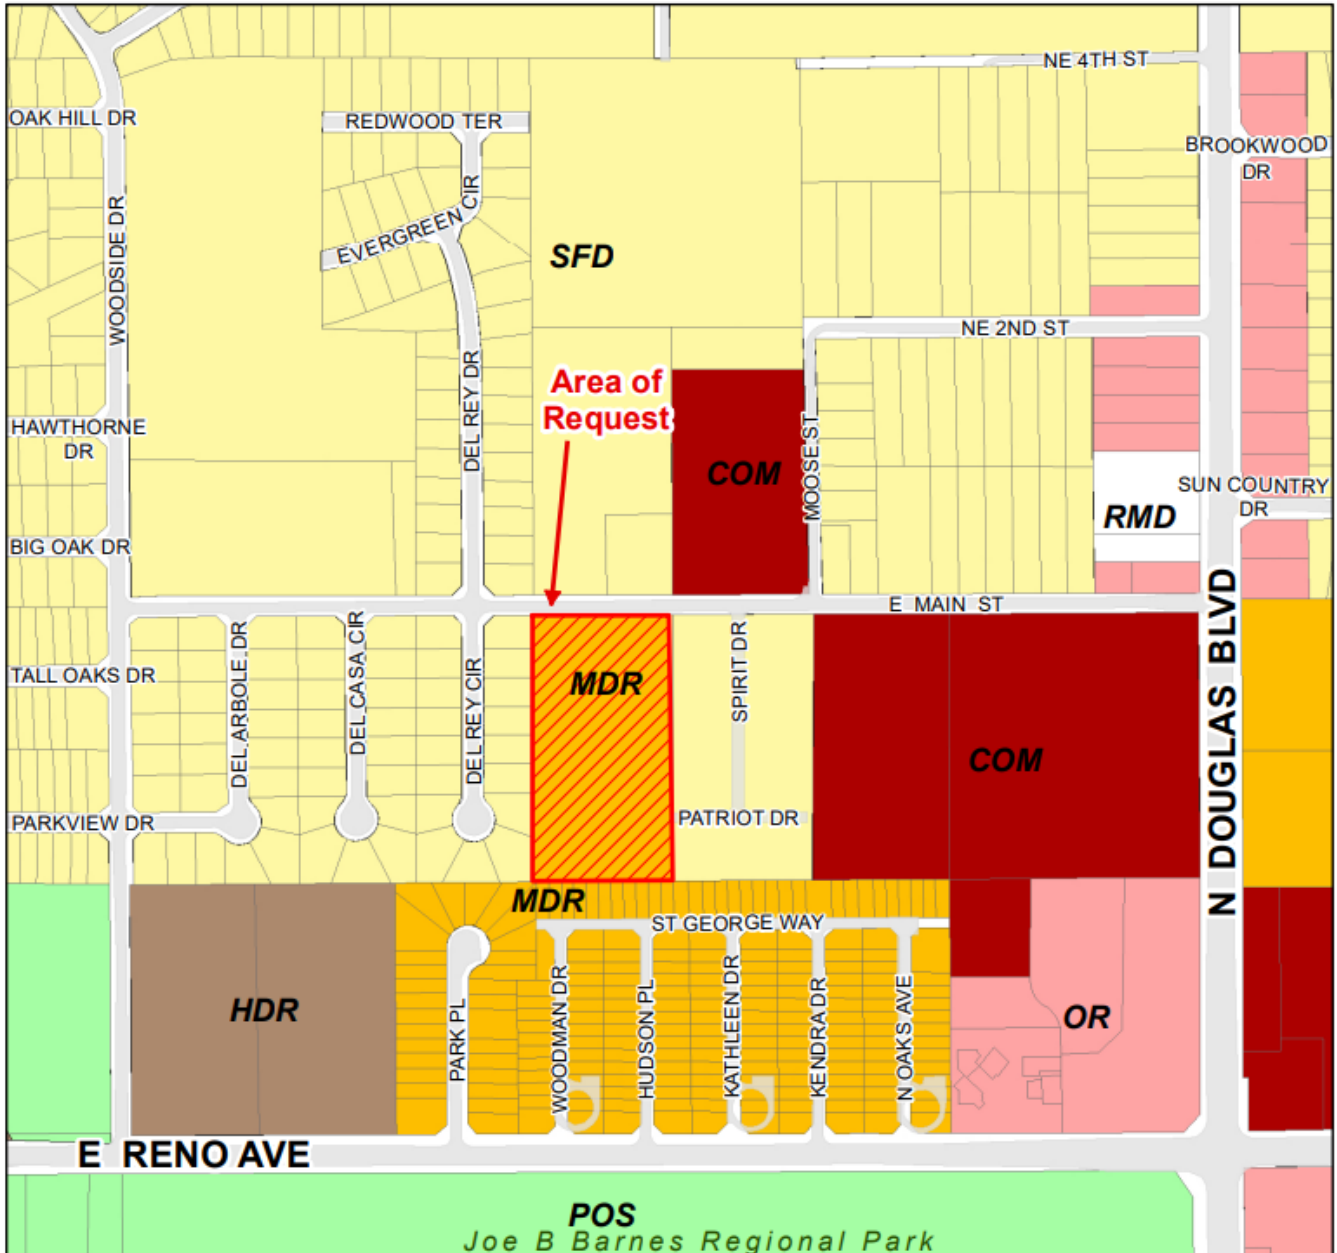 NE 4TH ST
OAK HILL DR
REDWOOD TER
BROOKWOOD
DR
EVERGREEN CIR
WOODSIDE DR
SFD
NE 2ND ST
DEL REY DR
Area of
Request
HAWTHORNE
DR
COM
MOOSE ST
SUN COUNTRY
DR
RMD
BIG OAK DR
E MAIN ST
N DOUGLAS BLVD
TALL OAKS DR
DEL ARBOLE DR
DEL CASA CIR
DEL REY CIR
MDR
SPIRIT DR
COM
PARKVIEW DR
PATRIOT DR
MDR
ST GEORGE WAY
HDR
PARK PL
WOODMAN DR
HUDSON PL
KATHLEEN DR
KENDRA DR
N OAKS AVE
OR
E RENO AVE
POS
Joe B Barnes Regional Park